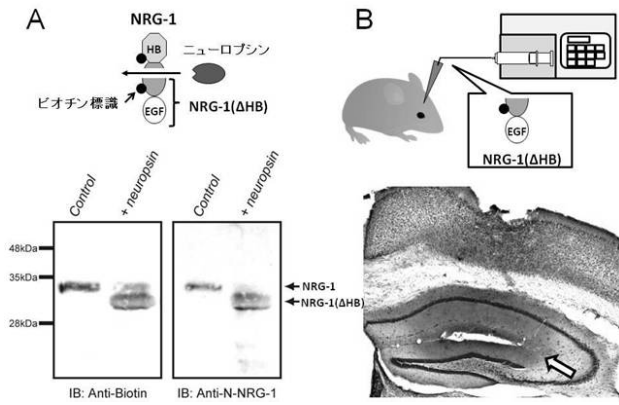 A
NRG-1
HB
ニューロプシン
ビオチン標識
EGF
NRG-1(ΔHB)
Control
+ neuropsin
Control
+ neuropsin
48kDa
35kDa
28kDa
NRG-1
NRG-1(ΔHB)
IB: Anti-Biotin
IB: Anti-N-NRG-1
B
EGF
NRG-1(ΔHB)